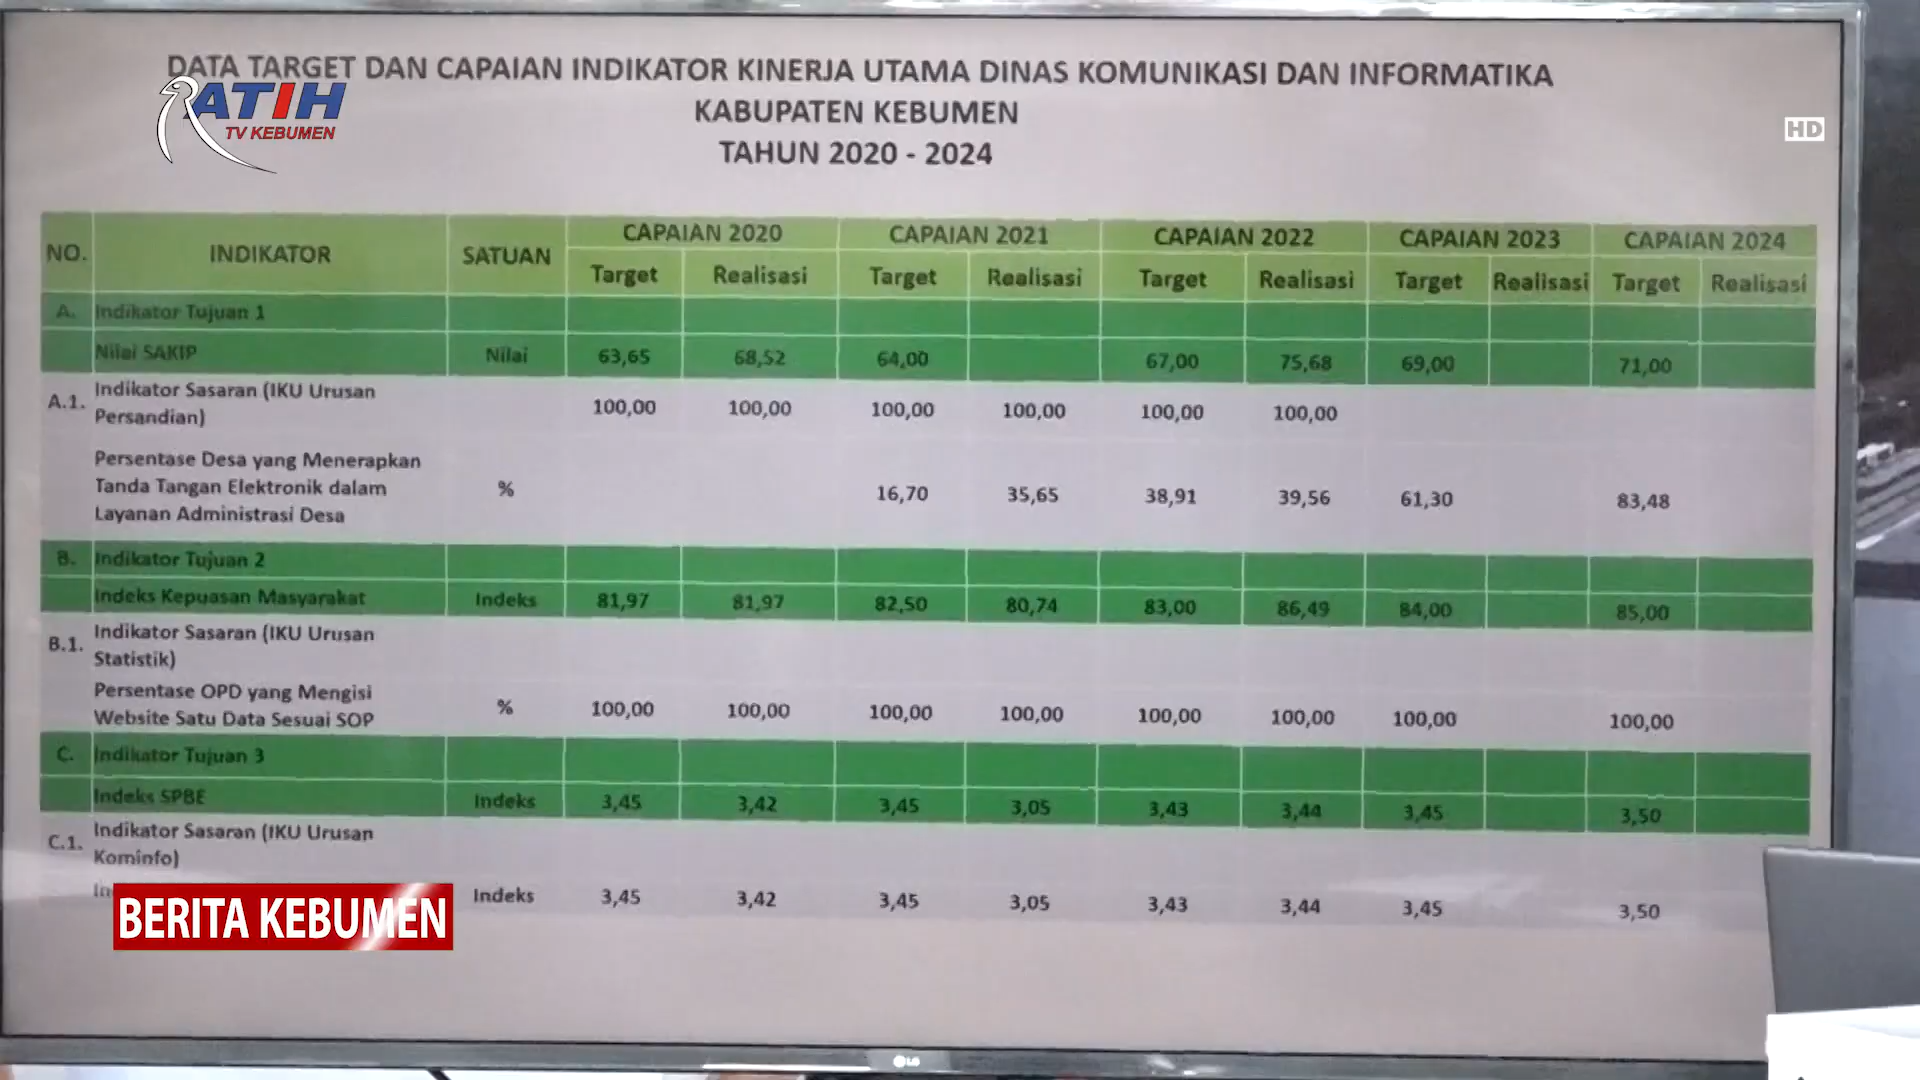 DATA TARGET DAN CAPAIAN INDIKATOR KINERJA UTAMA DINAS KOMUNIKASI DAN INFORMATIKA
KABUPATEN KEBUMEN
TAHUN 2020 - 2024
RATIH
TV KEBUMEN
HD
NO. INDIKATOR SATUAN CAPAIAN 2020 CAPAIAN 2021 CAPAIAN 2022 CAPAIAN 2023 CAPAIAN 2024
Target Realisasi Target Realisasi Target Realisasi Target Realisasi Target Realisasi
A. Indikator Tujuan 1
Nilai SAKIP Nilai 63,65 68,52 64,00 67,00 75,68 69,00 71,00
A.1. Indikator Sasaran (IKU Urusan
Persandian) 100,00 100,00 100,00 100,00 100,00 100,00
Persentase Desa yang Menerapkan
Tanda Tangan Elektronik dalam % 16,70 35,65 38,91 39,56 61,30 83,48
Layanan Administrasi Desa
B. Indikator Tujuan 2
Indeks Kepuasan Masyarakat Indeks 81,97 81,97 82,50 80,74 83,00 86,49 84,00 85,00
B.1. Indikator Sasaran (IKU Urusan
Statistik)
Persentase OPD yang Mengisi
Website Satu Data Sesuai SOP % 100,00 100,00 100,00 100,00 100,00 100,00 100,00 100,00
C. Indikator Tujuan 3
Indeks SPBE Indeks 3,45 3,42 3,45 3,05 3,43 3,44 3,45 3,50
C.1. Indikator Sasaran (IKU Urusan
Kominfo)
Indeks 3,45 3,42 3,45 3,05 3,43 3,44 3,45 3,50
BERITA KEBUMEN
LG